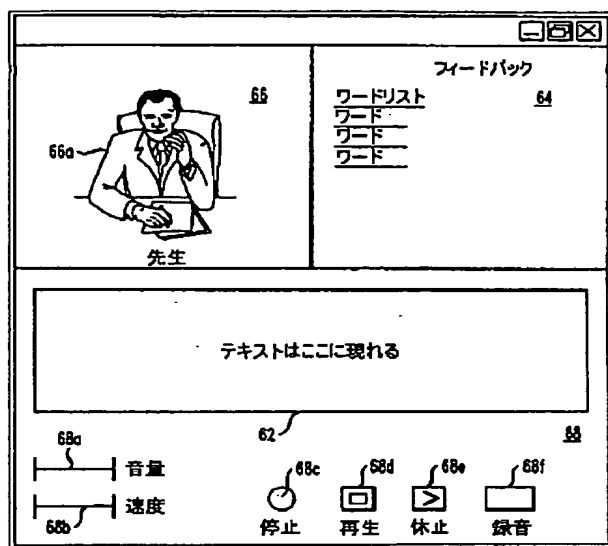 フィードバック
66
ワードリスト
64
ワード
ワード
ワード
66a
先生
テキストはここに現れる
62
68
68a
音量
68b
速度
68c
停止
68d
再生
68e
休止
68f
録音